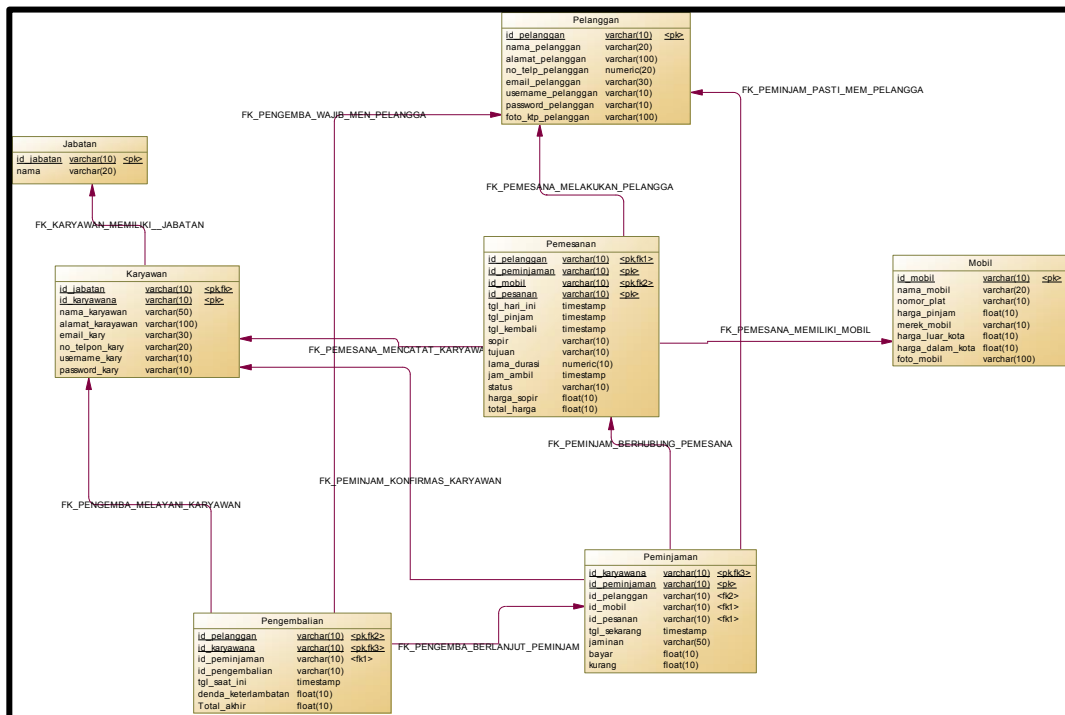 Pelanggan
id_pelanggan varchar(10) <pk>
nama_pelanggan varchar(20)
alamat_pelanggan varchar(100)
no_telp_pelanggan numeric(20)
email_pelanggan varchar(30)
username_pelanggan varchar(10)
password_pelanggan varchar(10)
foto_ktp_pelanggan varchar(100)
FK_PEMINJAM_PASTI_MEM_PELANGGA
FK_PENGEMBA_WAJIB_MEN_PELANGGA
Jabatan
id_jabatan varchar(10) <pk>
nama varchar(20)
FK_PEMESANA_MELAKUKAN_PELANGGA
FK_KARYAWAN_MEMILIKI__JABATAN
Pemesanan
id_pelanggan varchar(10) <pk,fk1>
id_peminjaman varchar(10) <pk>
id_mobil varchar(10) <pk,fk2>
id_pesanan varchar(10) <pk>
tgl_hari_ini timestamp
tgl_pinjam timestamp
tgl_kembali timestamp
sopir varchar(10)
tujuan varchar(10)
lama_durasi numeric(10)
jam_ambil timestamp
status varchar(10)
harga_sopir float(10)
total_harga float(10)
Mobil
id_mobil varchar(10) <pk>
nama_mobil varchar(20)
nomor_plat varchar(10)
harga_pinjam float(10)
merek_mobil varchar(10)
harga_luar_kota float(10)
harga_dalam_kota float(10)
foto_mobil varchar(100)
Karyawan
id_jabatan varchar(10) <pk,fk>
id_karyawana varchar(10) <pk>
nama_karyawan varchar(50)
alamat_karayawan varchar(100)
email_kary varchar(30)
no_telpon_kary varchar(20)
username_kary varchar(10)
password_kary varchar(10)
FK_PEMESANA_MEMILIKI_MOBIL
FK_PEMESANA_MENCATAT_KARYAWA
FK_PEMINJAM_BERHUBUNG_PEMESANA
FK_PEMINJAM_KONFIRMAS_KARYAWAN
FK_PENGEMBA_MELAYANI_KARYAWAN
Peminjaman
id_karyawana varchar(10) <pk,fk3>
id_peminjaman varchar(10) <pk>
id_pelanggan varchar(10) <fk2>
id_mobil varchar(10) <fk1>
id_pesanan varchar(10) <fk1>
tgl_sekarang timestamp
jaminan varchar(50)
bayar float(10)
kurang float(10)
Pengembalian
id_pelanggan varchar(10) <pk,fk2>
id_karyawana varchar(10) <pk,fk3>
id_peminjaman varchar(10) <fk1>
id_pengembalian varchar(10)
tgl_saat_ini timestamp
denda_keterlambatan float(10)
Total_akhir float(10)
FK_PENGEMBA_BERLANJUT_PEMINJAM